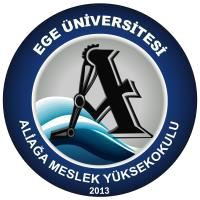 EGE ÜNİVERSİTESİ
ALİAĞA MESLEK YÜKSEKOKULU
2013